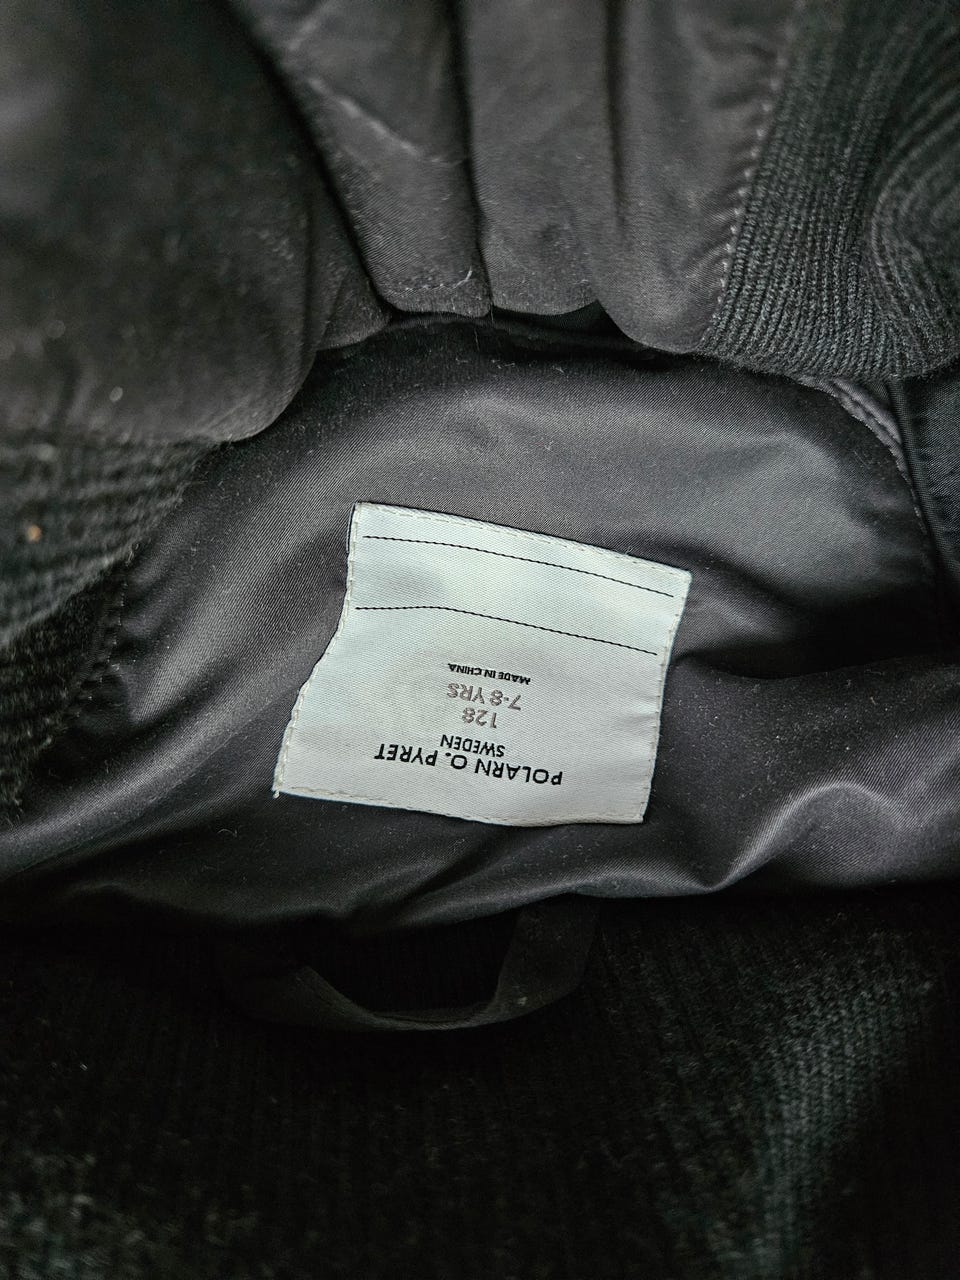 POLARN O. PYRET
SWEDEN
128
7-8 YRS
MADE IN CHINA